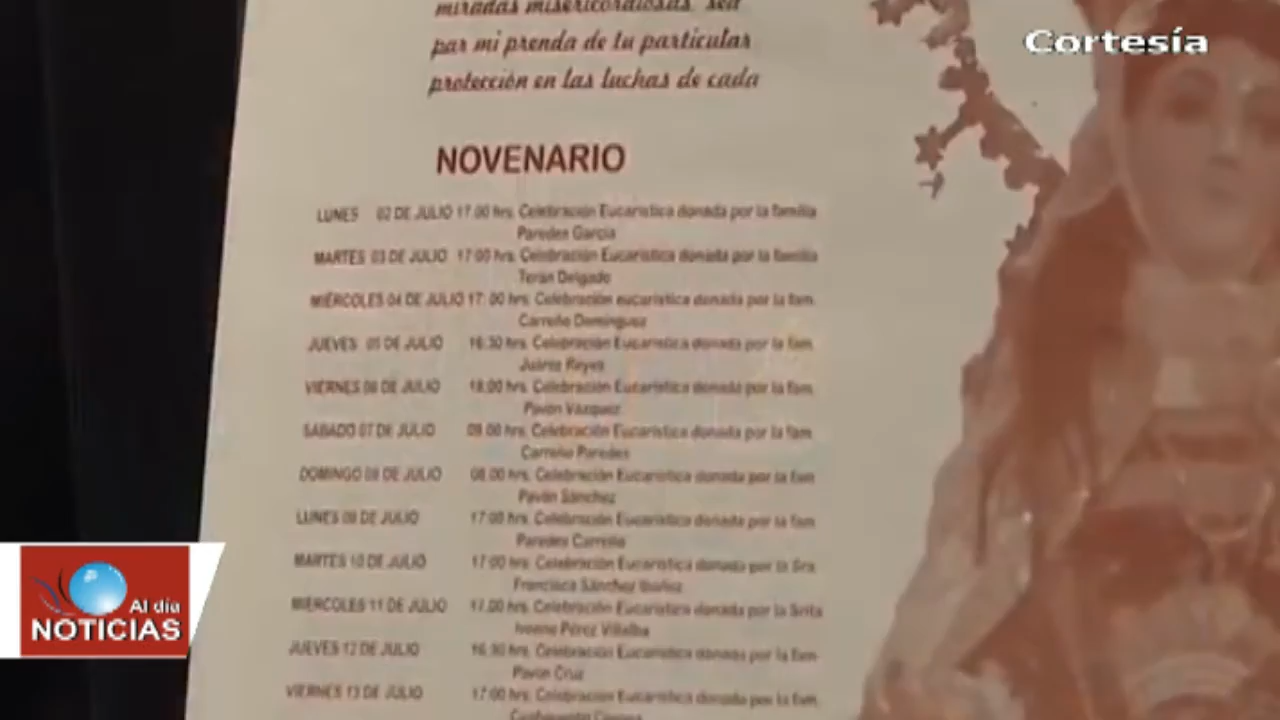 miradas misericordiosas, sea
par mi prenda de tu particular
protección en las luchas de cada
Cortesía
NOVENARIO
LUNES 02 DE JULIO 17:00 hrs. Celebración Eucarística donada por la familia
Paredes Garcia
MARTES 03 DE JULIO 17:00 hrs. Celebración Eucarística donada por la familia
Terán Delgado
MIÉRCOLES 04 DE JULIO 17: 00 hrs. Celebración eucarística donada por la fam.
Carreño Domínguez
JUEVES 05 DE JULIO 16:30 hrs. Celebración Eucarística donada por la fam.
Juárez Reyes
VIERNES 06 DE JULIO 18:00 hrs. Celebración Eucarística donada por la fam.
Pavón Vázquez
SABADO 07 DE JULIO 09:00 hrs. Celebración Eucarística donada por la fam.
Carreño Paredes
DOMINGO 08 DE JULIO 08:00 hrs. Celebración Eucarística donada por la fam.
Pavón Sánchez
LUNES 09 DE JULIO 17:00 hrs. Celebración Eucarística donada por la fam.
Paredes Carreño
MARTES 10 DE JULIO 17:00 hrs. Celebración Eucarística donada por la Sra.
Francisca Sánchez Ibañez
MIERCOLES 11 DE JULIO 17:00 hrs. Celebración Eucarística donada por la Srita
Ivonne Pérez Villalba
JUEVES 12 DE JULIO 16:30 hrs. Celebración Eucarística donada por la fam.
Pavón Cruz
VIERNES 13 DE JULIO 17:00 hrs. Celebración Eucarística donada por la fam.
Al día
NOTICIAS